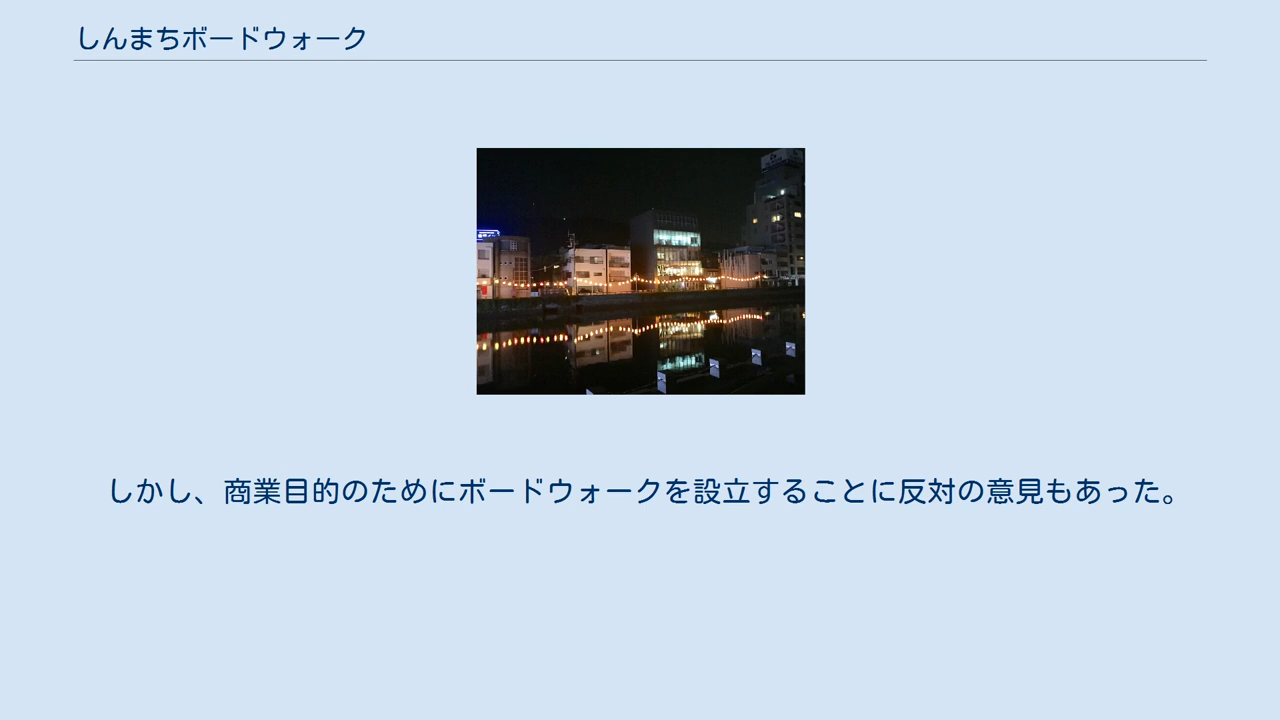 しんまちボードウォーク
しかし、商業目的のためにボードウォークを設立することに反対の意見もあった。